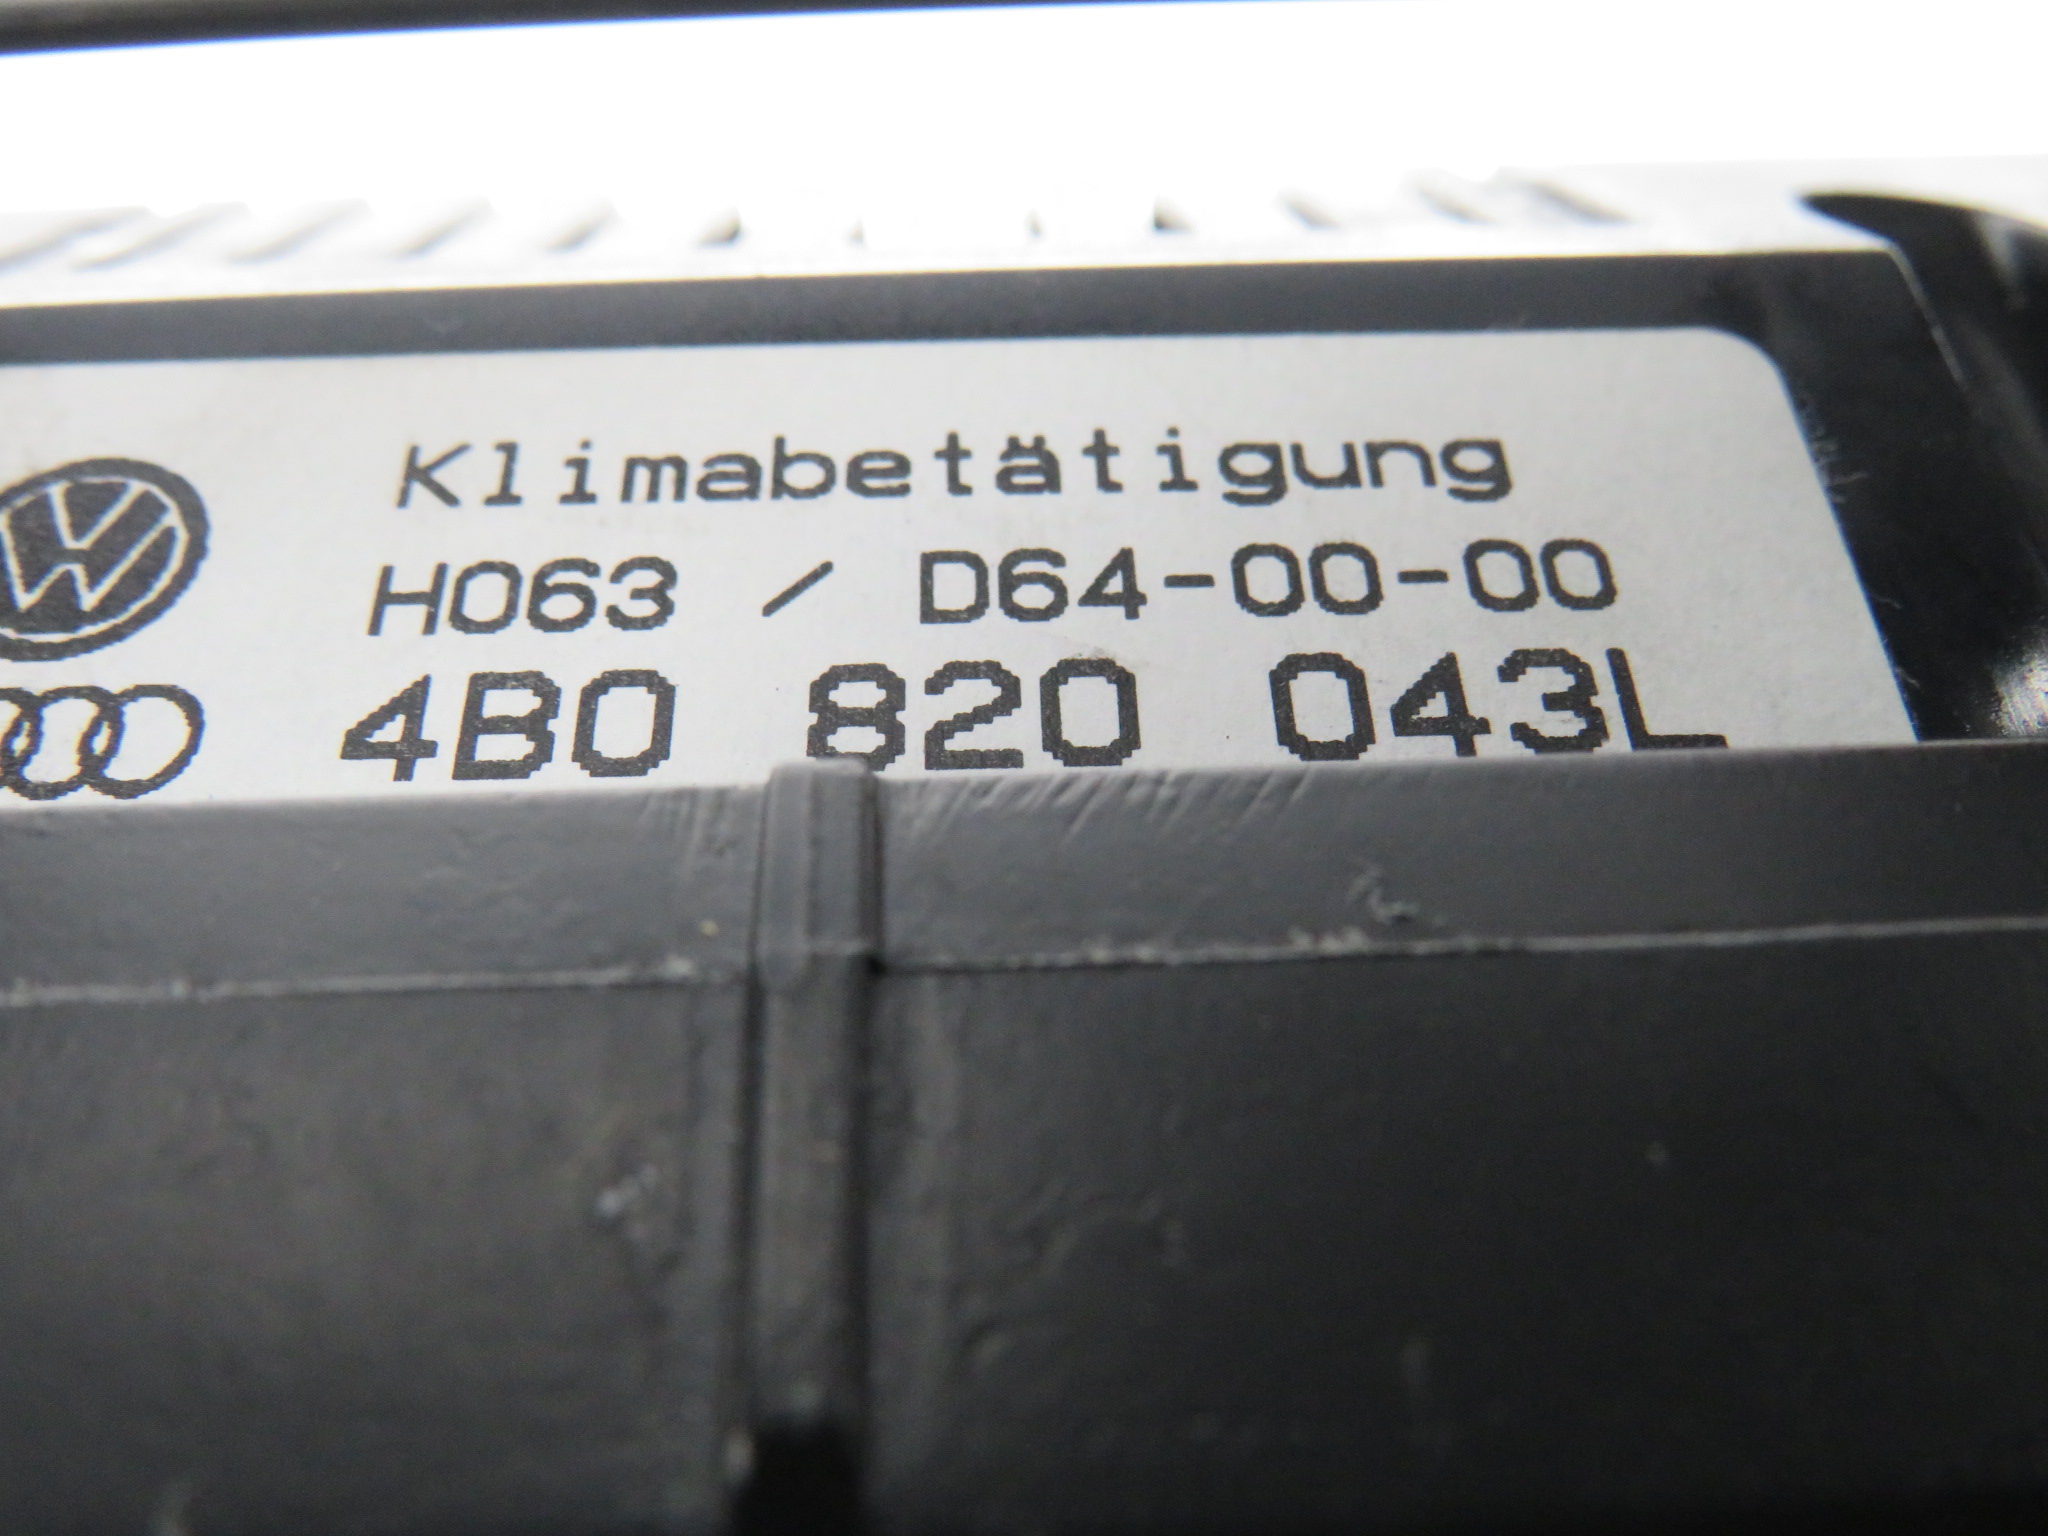 Klimabetätigung
H063 / D64-00-00
4B0 820 043L